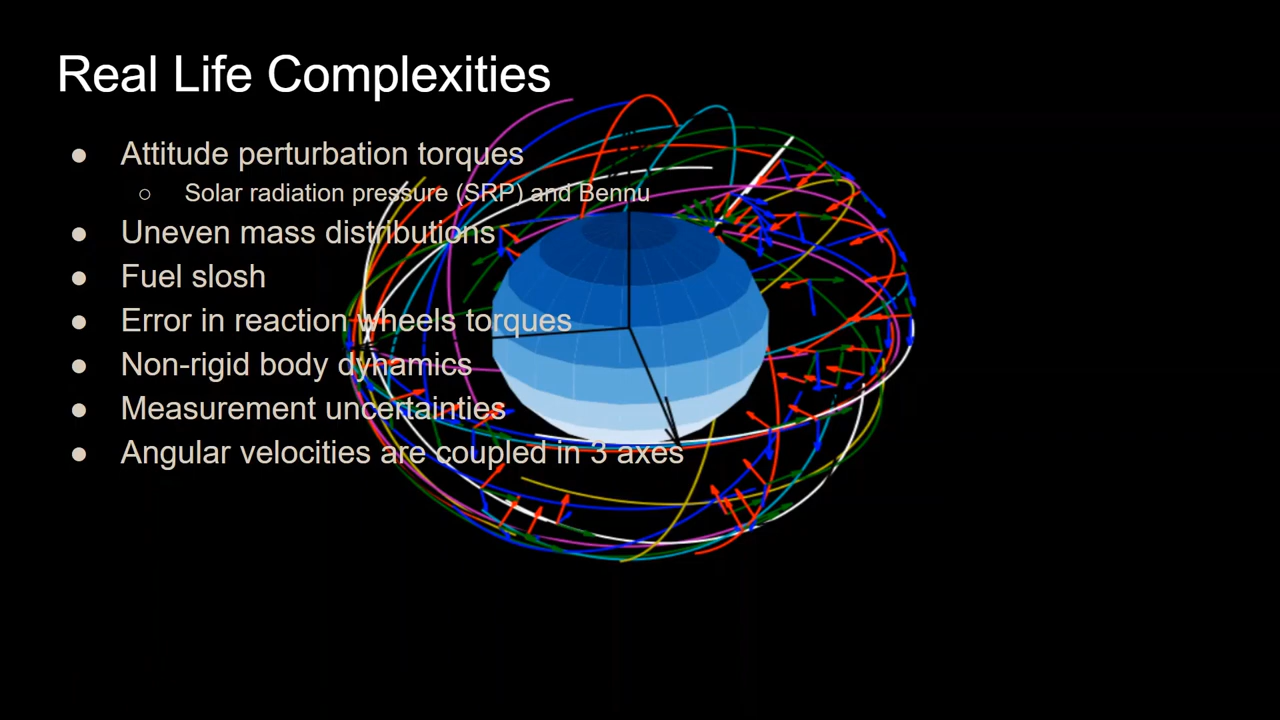 Real Life Complexities
● Attitude perturbation torques
○ Solar radiation pressure (SRP) and Bennu
● Uneven mass distributions
● Fuel slosh
● Error in reaction wheels torques
● Non-rigid body dynamics
● Measurement uncertainties
● Angular velocities are coupled in 3 axes